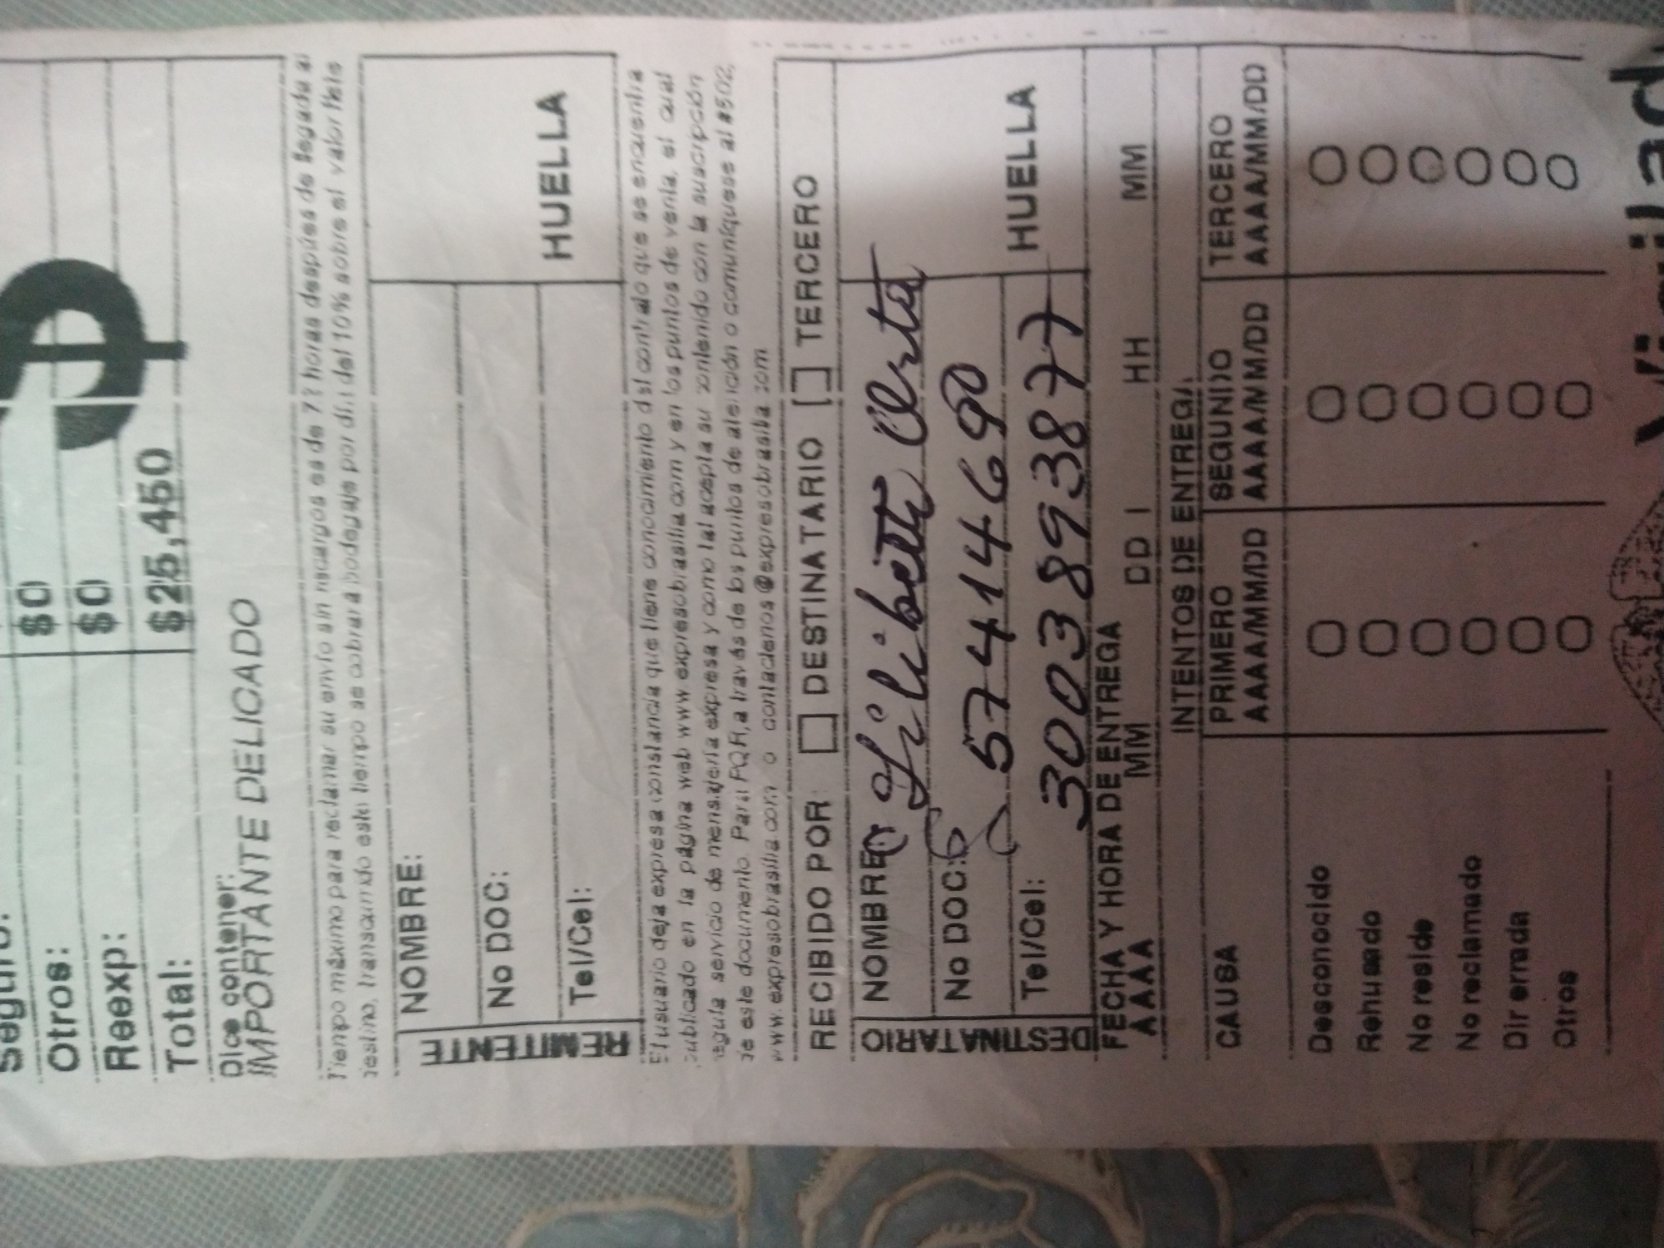 $0
Otros: $0
Reexp:
Total: $25,450
Dice contener:
IMPORTANTE DELICADO
Tiempo máximo para reclamar su envío sin recargos es de 72 horas después de llegada al
destino, transcurrido este tiempo se cobrará bodegaje por día del 10% sobre el valor flete
REMITENTE
NOMBRE:
No DOC:
Tel/Cel:
HUELLA
El usuario deja expresa constancia que tiene conocimiento del contrato que se encuentra
publicado en la página web www expresobrasilia com y en los puntos de venta, el cual
regula servicio de mensajería expresa y como tal acepta su contenido con la suscripción
de este documento. Para PQR, a través de los puntos de atención o comuníquese al #502,
www.expresobrasilia com o contactenos@expresobrasilia com
RECIBIDO POR: [ ] DESTINATARIO [ ] TERCERO
DESTINATARIO
NOMBRE: Lilibeth
No DOC: 57414690
Tel/Cel: 3003893877
HUELLA
FECHA Y HORA DE ENTREGA
AAAA MM DD HH MM
INTENTOS DE ENTREGA
CAUSA PRIMERO SEGUNDO TERCERO
AAAA/MM/DD AAAA/MM/DD AAAA/MM/DD
Desconocido
Rehusado
No reside
No reclamado
Dir errada
Otros